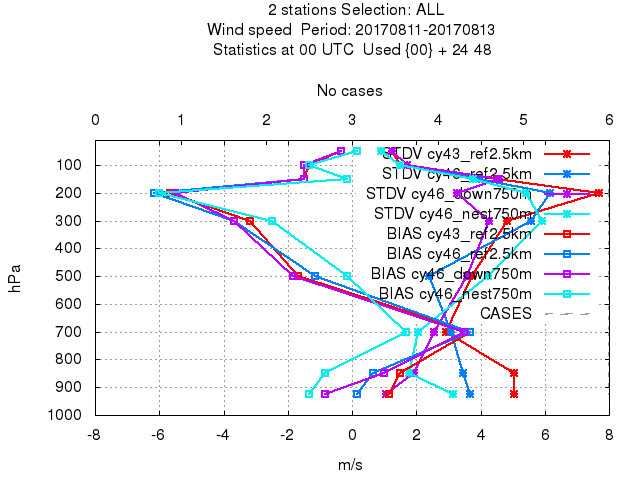 2 stations Selection: ALL
Wind speed  Period: 20170811-20170813
Statistics at 00 UTC  Used {00} + 24 48
No cases
0 1 2 3 4 5 6
STDV cy43_ref2.5km
STDV cy46_ref2.5km
STDV cy46_down750m
STDV cy46_nest750m
BIAS cy43_ref2.5km
BIAS cy46_ref2.5km
BIAS cy46_down750m
BIAS cy46_nest750m
CASES
hPa
100
200
300
400
500
600
700
800
900
1000
-8 -6 -4 -2 0 2 4 6 8
m/s